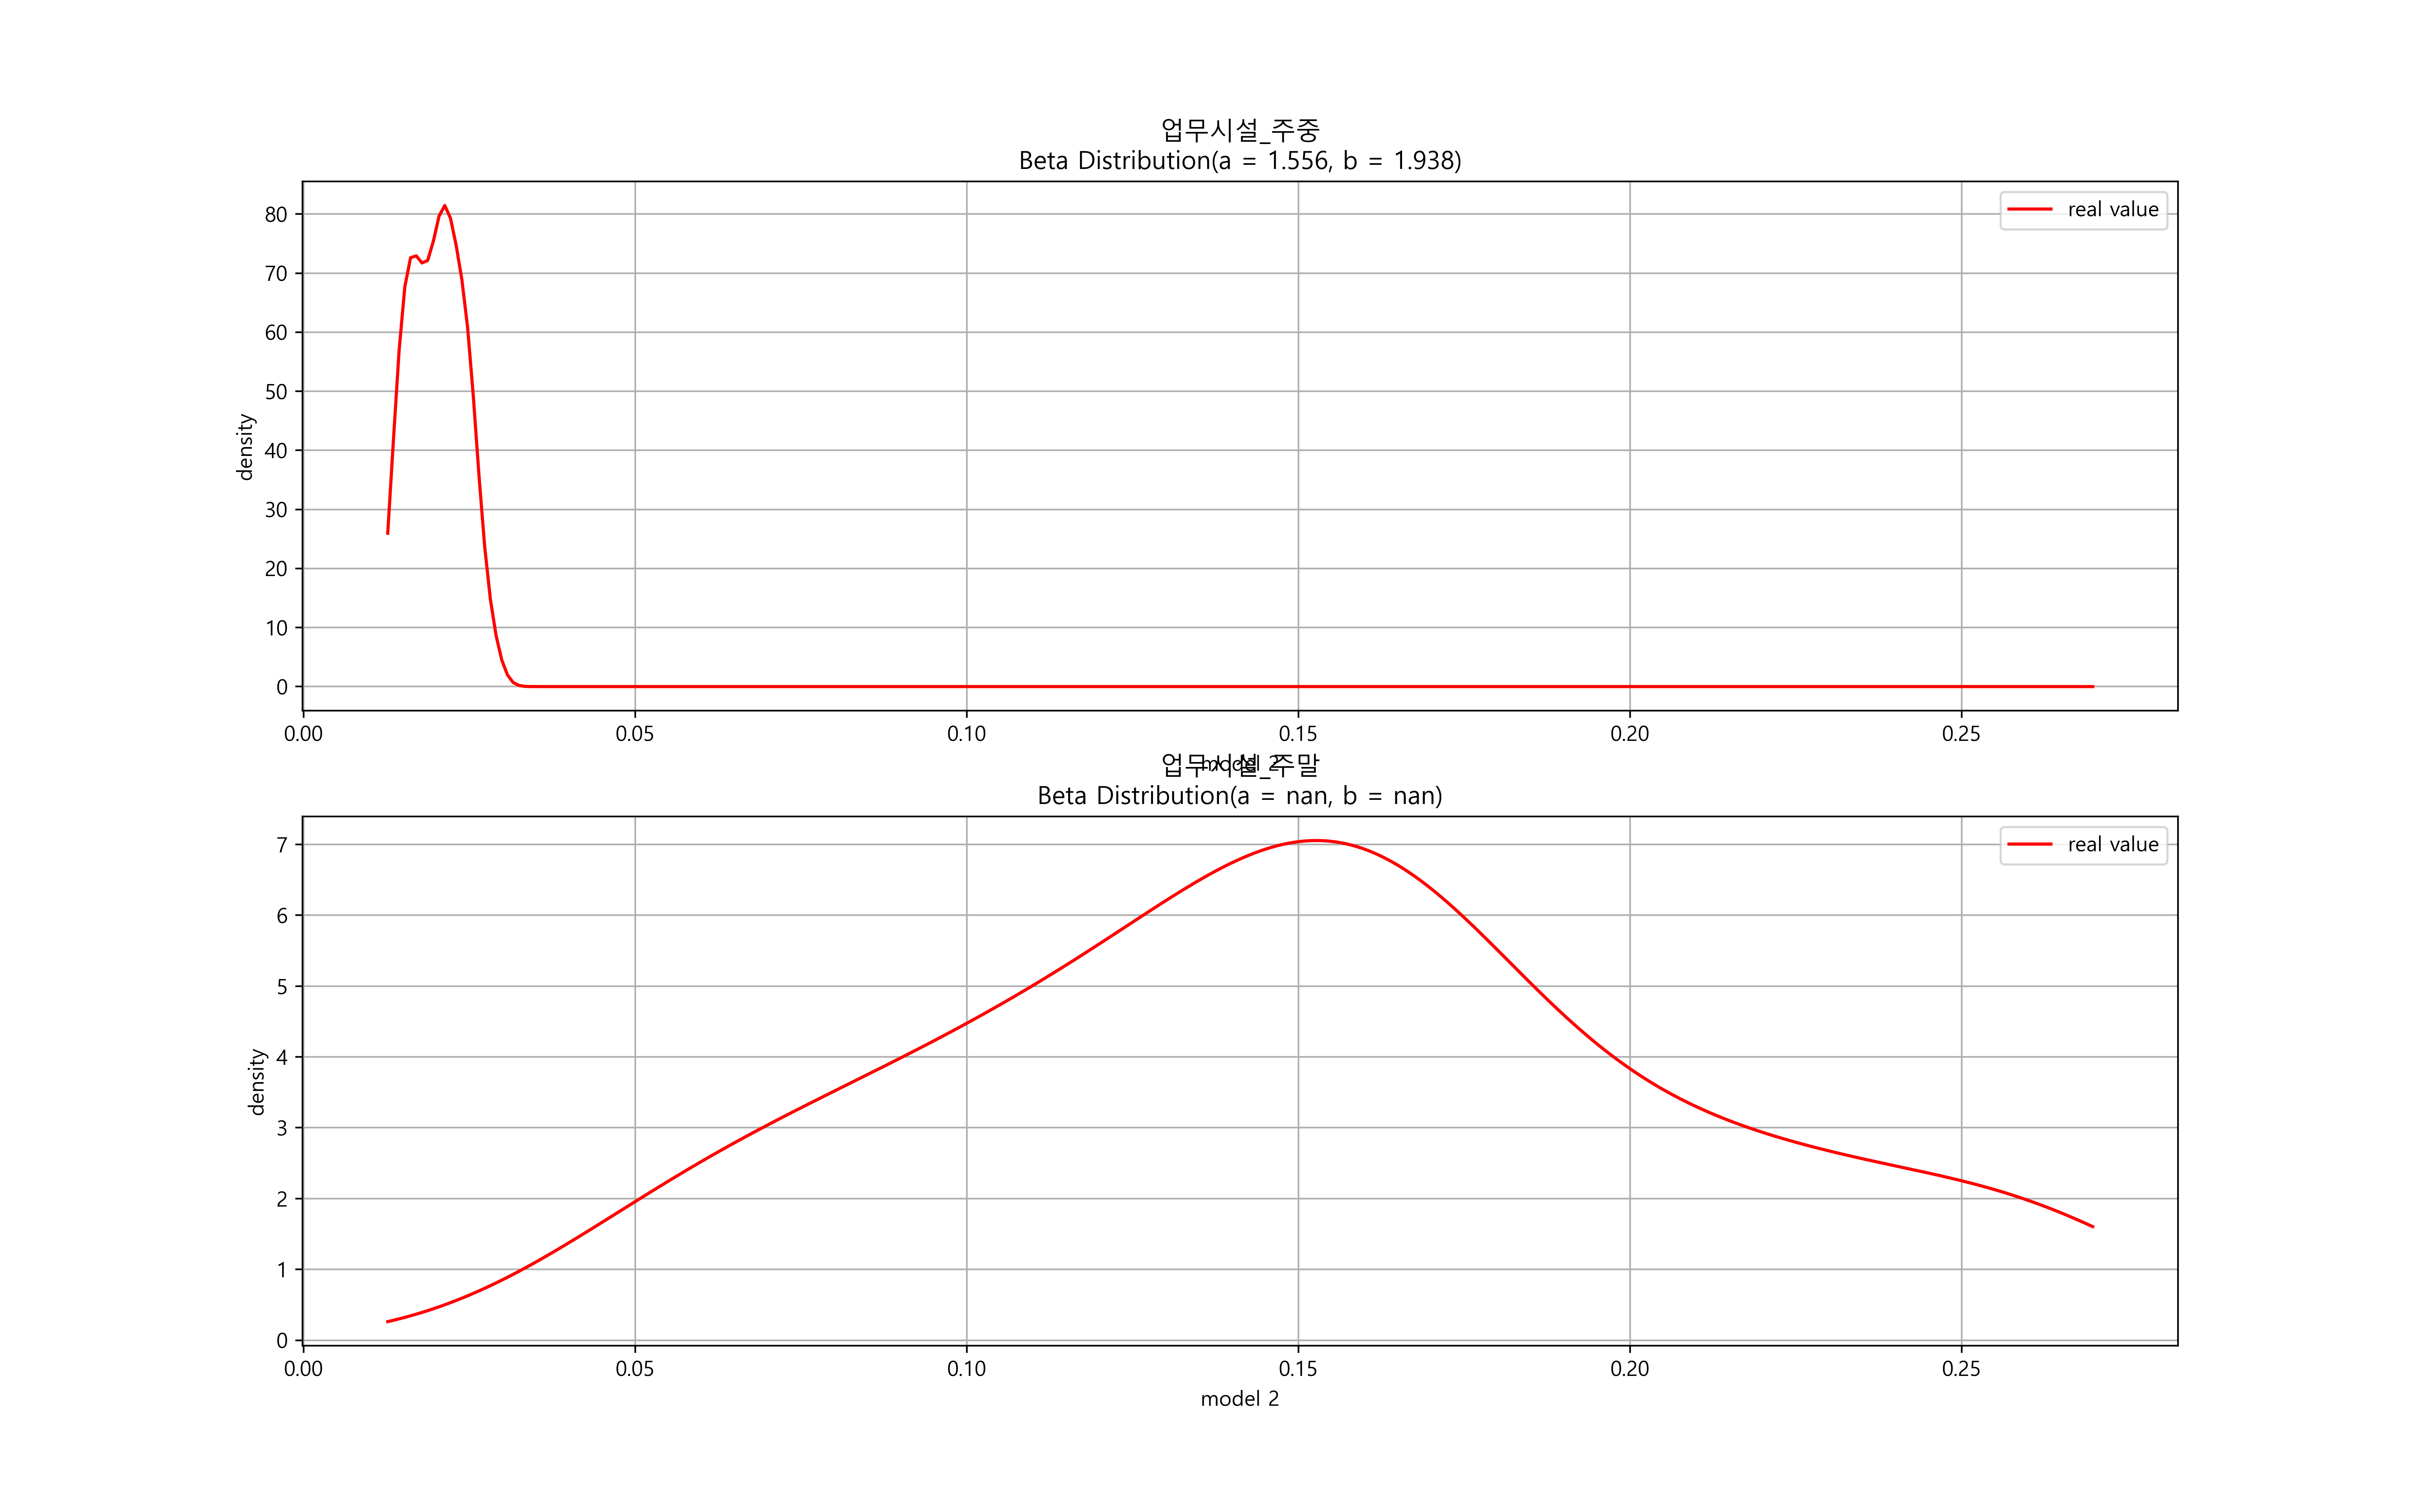 업무시설_주중
Beta Distribution(a = 1.556, b = 1.938)
real value
density
80
70
60
50
40
30
20
10
0
0.00 0.05 0.10 0.15 0.20 0.25
model 2
업무시설_주말
Beta Distribution(a = nan, b = nan)
real value
density
7
6
5
4
3
2
1
0
0.00 0.05 0.10 0.15 0.20 0.25
model 2